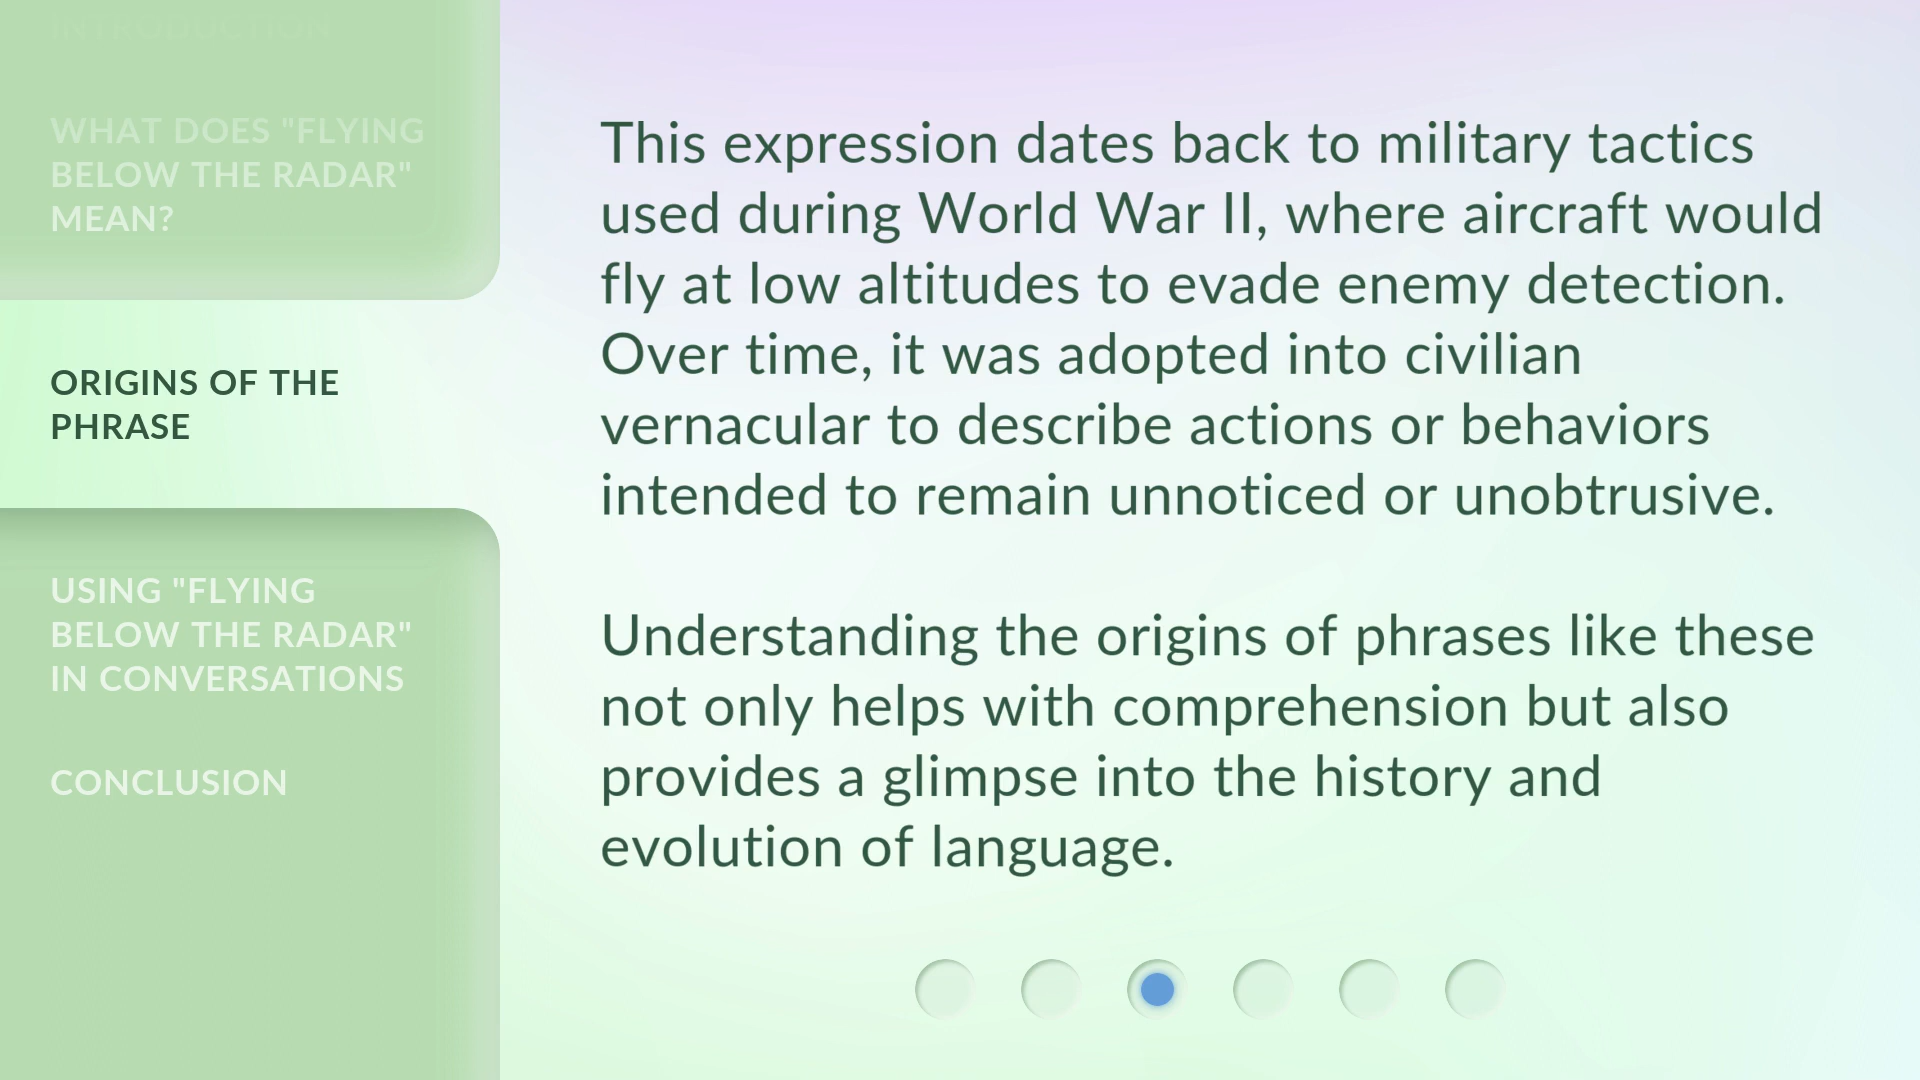 INTRODUCTION
WHAT DOES "FLYING
BELOW THE RADAR"
MEAN?
ORIGINS OF THE
PHRASE
USING "FLYING
BELOW THE RADAR"
IN CONVERSATIONS
CONCLUSION
This expression dates back to military tactics
used during World War II, where aircraft would
fly at low altitudes to evade enemy detection.
Over time, it was adopted into civilian
vernacular to describe actions or behaviors
intended to remain unnoticed or unobtrusive.
Understanding the origins of phrases like these
not only helps with comprehension but also
provides a glimpse into the history and
evolution of language.